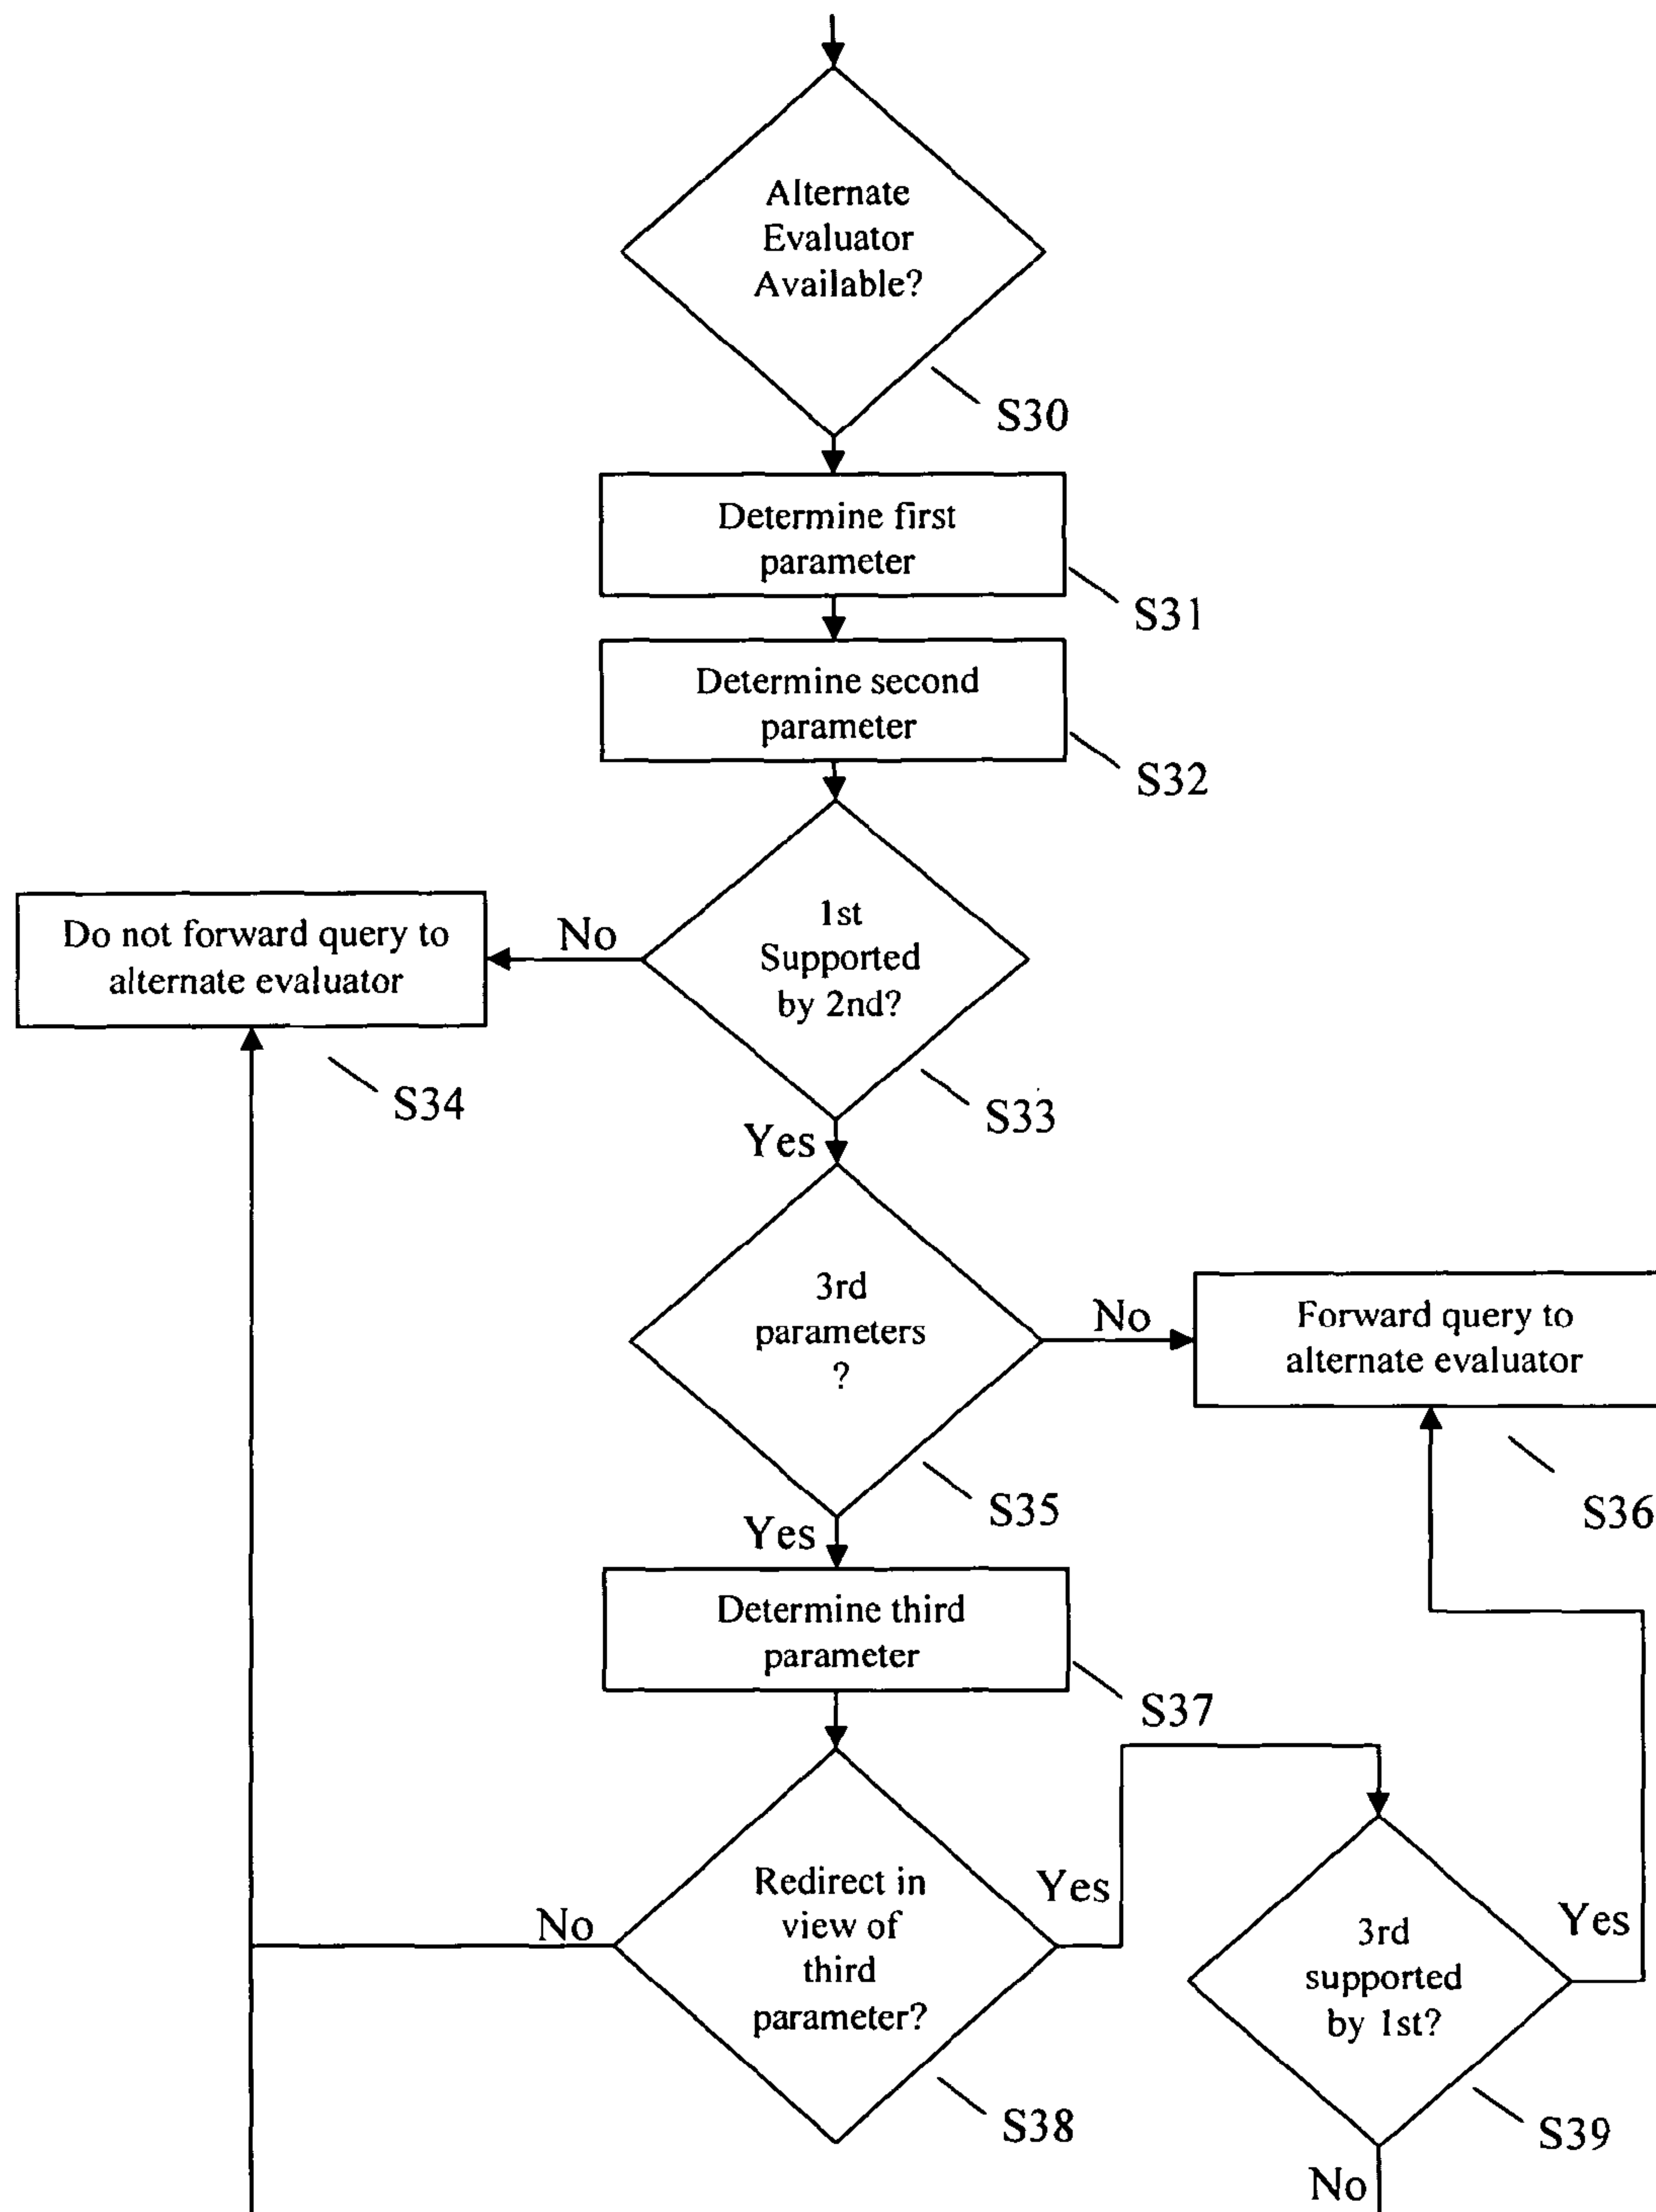 Alternate
Evaluator
Available?
S30
Determine first
parameter
S31
Determine second
parameter
S32
1st
Supported
by 2nd?
No
Do not forward query to
alternate evaluator
S34
S33
Yes
3rd
parameters
?
No
Forward query to
alternate evaluator
S36
S35
Yes
Determine third
parameter
S37
Redirect in
view of
third
parameter?
No
Yes
S38
3rd
supported
by 1st?
Yes
S39
No